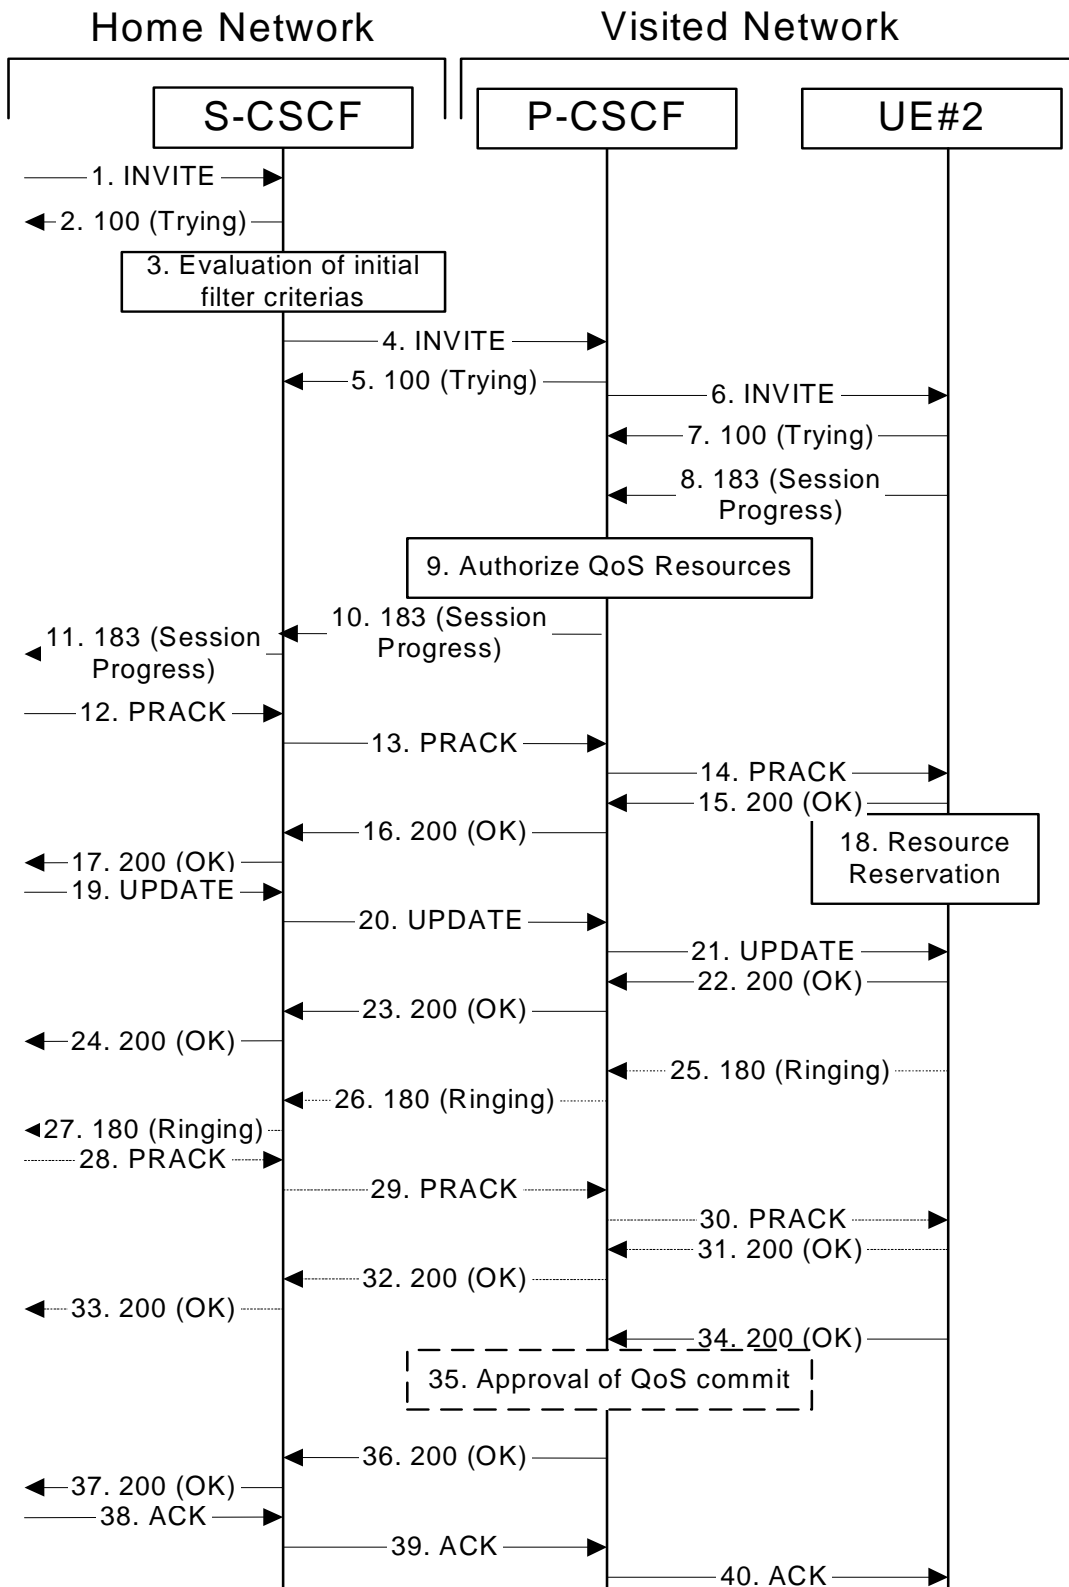 Home Network
Visited Network
S-CSCF
P-CSCF
UE#2
1. INVITE
2. 100 (Trying)
3. Evaluation of initial
filter criterias
4. INVITE
5. 100 (Trying)
6. INVITE
7. 100 (Trying)
8. 183 (Session
Progress)
9. Authorize QoS Resources
10. 183 (Session
Progress)
11. 183 (Session
Progress)
12. PRACK
13. PRACK
14. PRACK
15. 200 (OK)
16. 200 (OK)
17. 200 (OK)
18. Resource
Reservation
19. UPDATE
20. UPDATE
21. UPDATE
22. 200 (OK)
23. 200 (OK)
24. 200 (OK)
25. 180 (Ringing)
26. 180 (Ringing)
27. 180 (Ringing)
28. PRACK
29. PRACK
30. PRACK
31. 200 (OK)
32. 200 (OK)
33. 200 (OK)
34. 200 (OK)
35. Approval of QoS commit
36. 200 (OK)
37. 200 (OK)
38. ACK
39. ACK
40. ACK